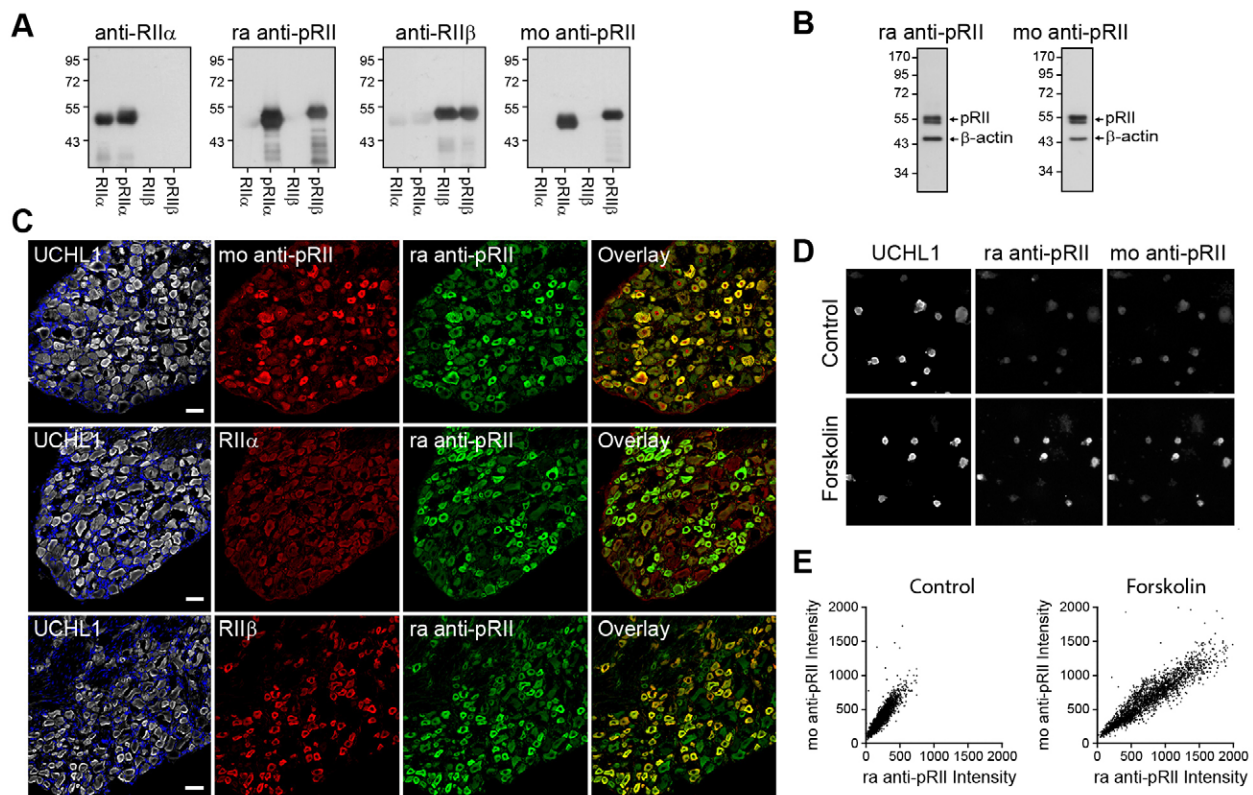 A
anti-RIIα
ra anti-pRII
anti-RIIβ
mo anti-pRII
95
72
55
43
RIIα
pRIIα
RIIβ
pRIIβ
95
72
55
43
RIIα
pRIIα
RIIβ
pRIIβ
95
72
55
43
RIIα
pRIIα
RIIβ
pRIIβ
95
72
55
43
RIIα
pRIIα
RIIβ
pRIIβ
B
ra anti-pRII
mo anti-pRII
170
95
72
55
43
34
pRII
β-actin
170
95
72
55
43
34
pRII
β-actin
C
UCHL1
mo anti-pRII
ra anti-pRII
Overlay
UCHL1
RIIα
ra anti-pRII
Overlay
UCHL1
RIIβ
ra anti-pRII
Overlay
D
UCHL1
ra anti-pRII
mo anti-pRII
Control
Forskolin
E
Control
mo anti-pRII Intensity
2000
1500
1000
500
0
0 500 1000 1500 2000
ra anti-pRII Intensity
Forskolin
mo anti-pRII Intensity
2000
1500
1000
500
0
0 500 1000 1500 2000
ra anti-pRII Intensity